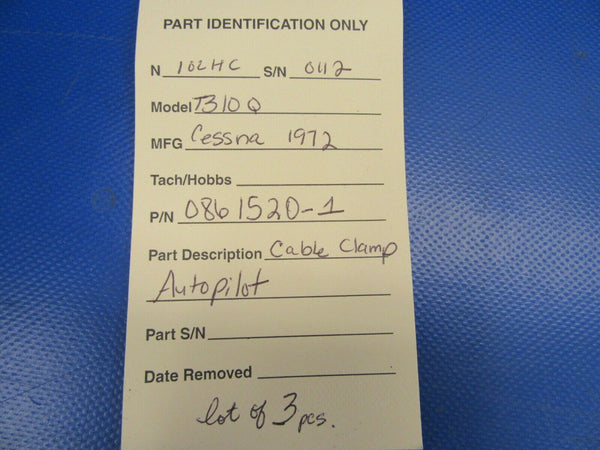 PART IDENTIFICATION ONLY
N 102HC S/N 0112
Model T310Q
MFG Cessna 1972
Tach/Hobbs
P/N 0861520-1
Part Description Cable Clamp
Autopilot
Part S/N
Date Removed
lot of 3 pcs.